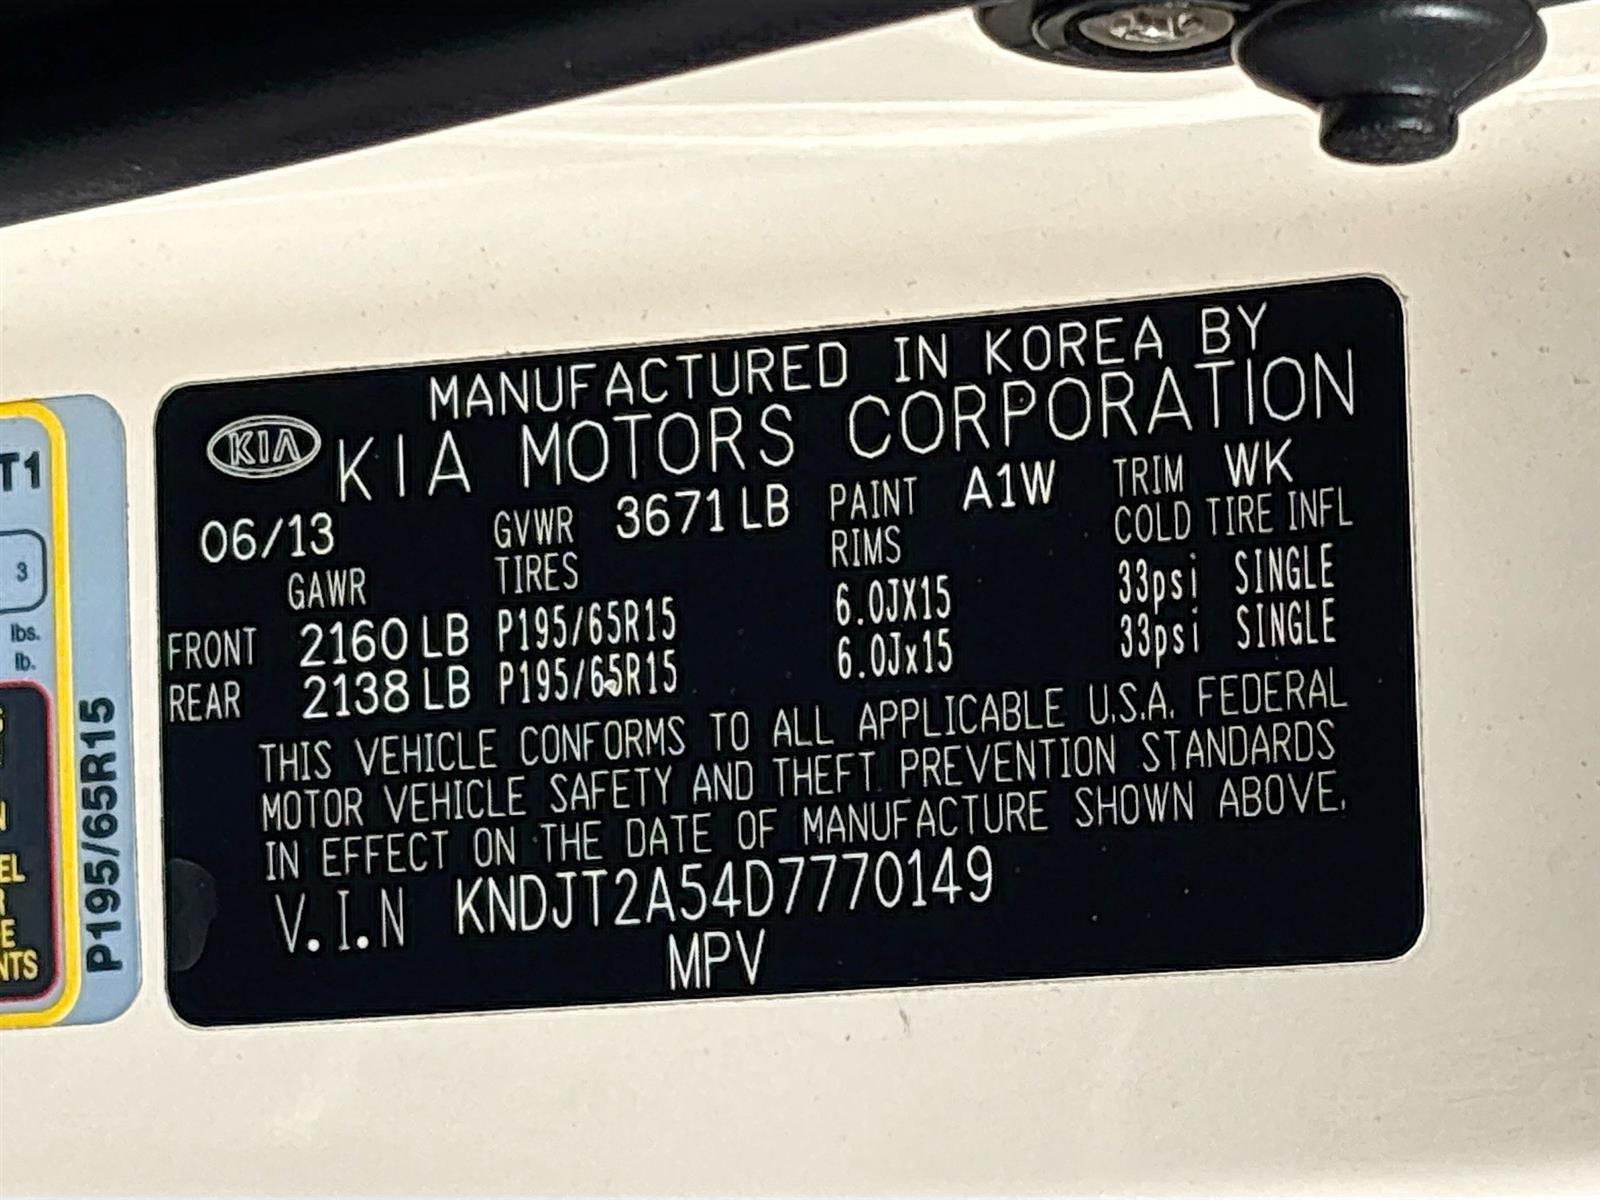 MANUFACTURED IN KOREA BY
KIA KIA MOTORS CORPORATION
06/13 GVWR 3671 LB PAINT A1W TRIM WK
GAWR TIRES RIMS COLD TIRE INFL
FRONT 2160 LB P195/65R15 6.0JX15 33psi SINGLE
REAR 2138 LB P195/65R15 6.0Jx15 33psi SINGLE
THIS VEHICLE CONFORMS TO ALL APPLICABLE U.S.A. FEDERAL
MOTOR VEHICLE SAFETY AND THEFT PREVENTION STANDARDS
IN EFFECT ON THE DATE OF MANUFACTURE SHOWN ABOVE.
V.I.N KNDJT2A54D7770149
MPV
T1
3
lbs.
lb.
P195/65R15